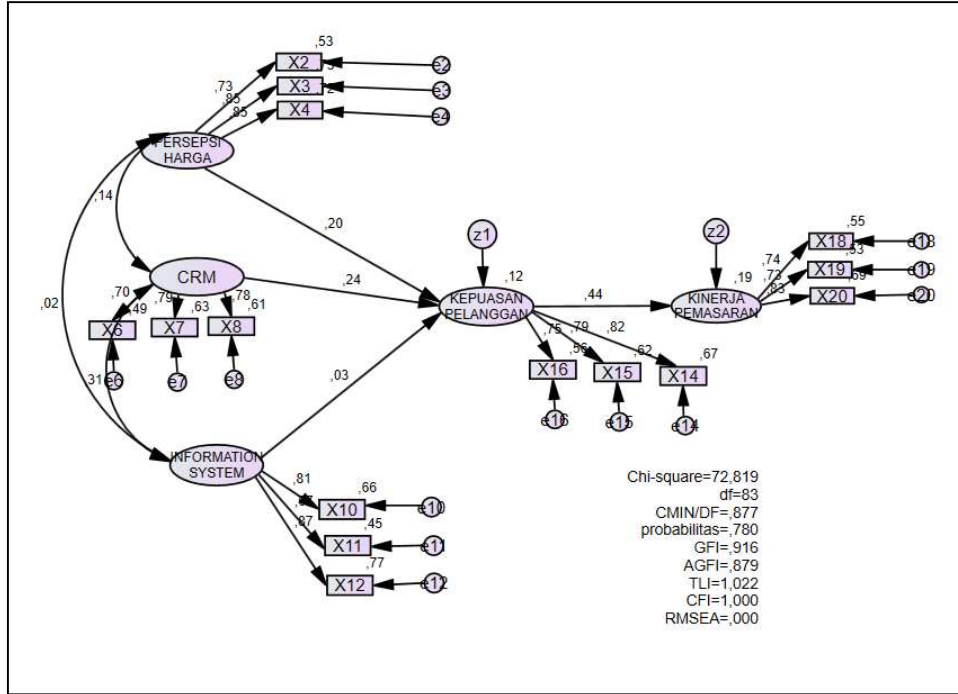 ,53
X2
e2
,73
X3
e3
,85
X4
e4
,85
PERSEPSI
HARGA
,14
,20
z1
z2
,55
X18
e18
,74
,53
X19
e19
,73
,69
X20
e20
,83
CRM
,24
,12
KEPUASAN
PELANGGAN
,44
,19
KINERJA
PEMASARAN
,02
,70
,49
X6
e6
,79
,63
X7
e7
,78
,61
X8
e8
,75
,56
X16
e16
,79
,62
X15
e15
,82
,67
X14
e14
,31
,03
INFORMATION
SYSTEM
,81
,66
X10
e10
,45
X11
e11
,87
,77
X12
e12
Chi-square=72,819
df=83
CMIN/DF=,877
probabilitas=,780
GFI=,916
AGFI=,879
TLI=1,022
CFI=1,000
RMSEA=,000